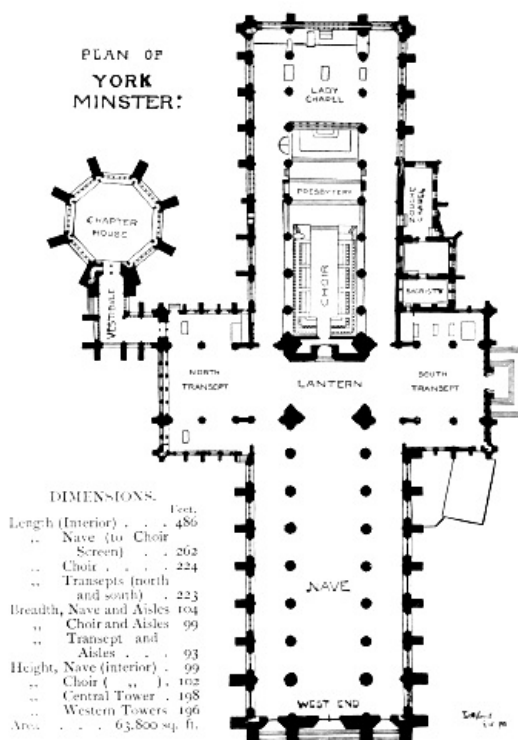 PLAN OF
YORK
MINSTER:
LADY
CHAPEL
PRESBYTERY
ZOUCHE
CHAPEL
CHAPTER
HOUSE
CHOIR
SACRISTY
VESTIBULE
NORTH
TRANSEPT
LANTERN
SOUTH
TRANSEPT
NAVE
WEST END
DIMENSIONS.
Feet.
Length (Interior) . . . 486
„ Nave (to Choir
Screen) . . 262
„ Choir . . . . 224
„ Transepts (north
and south) . 223
Breadth, Nave and Aisles 104
„ Choir and Aisles 99
„ Transept and
Aisles . . . 93
Height, Nave (interior) . 99
„ Choir ( „ ) . 102
„ Central Tower . 198
„ Western Towers 196
Area . . . . 63,800 sq. ft.